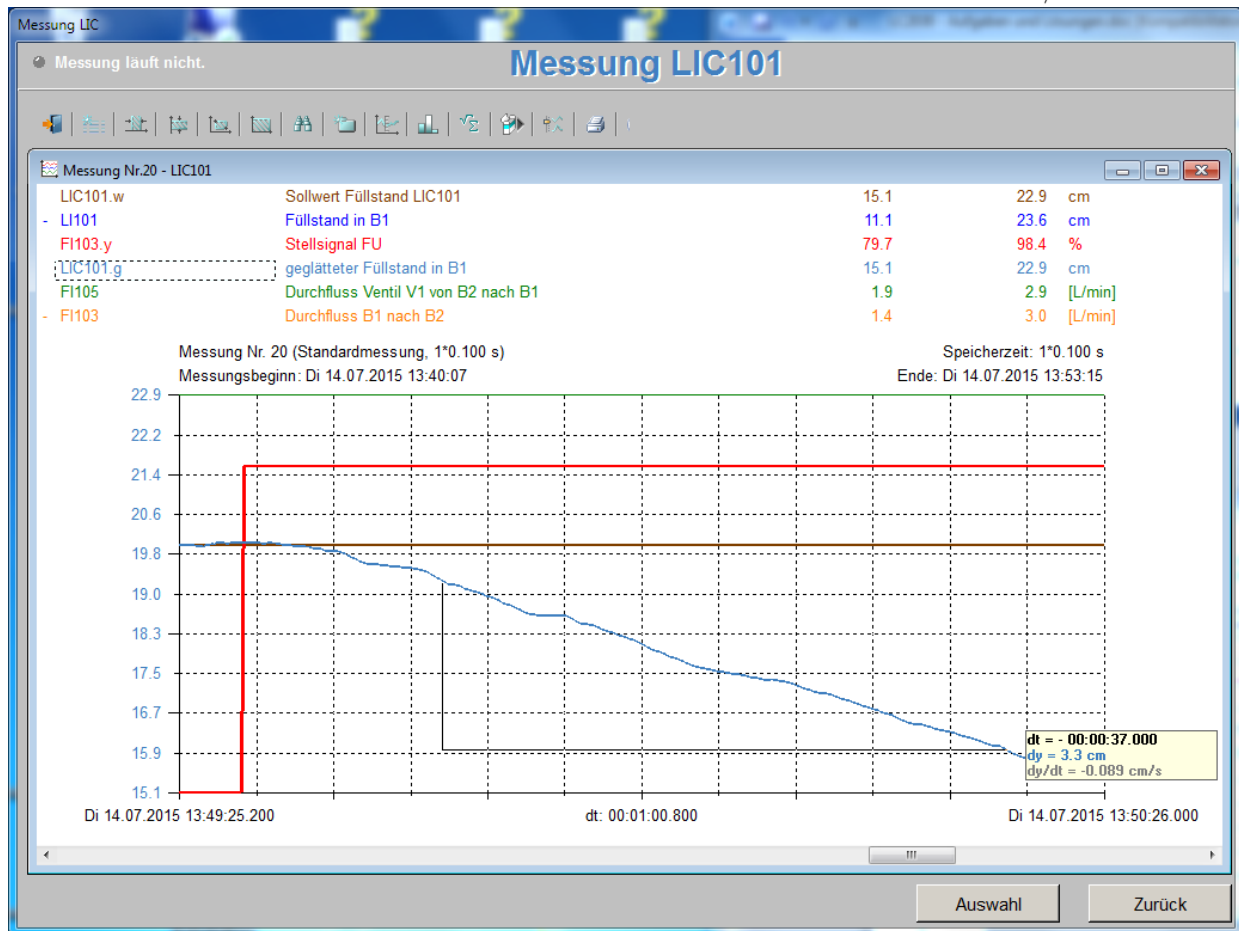 Messung LIC
Messung läuft nicht.
Messung LIC101
Messung Nr.20 - LIC101
LIC101.w Sollwert Füllstand LIC101 15.1 22.9 cm
- LI101 Füllstand in B1 11.1 23.6 cm
FI103.y Stellsignal FU 79.7 98.4 %
LIC101.g geglätteter Füllstand in B1 15.1 22.9 cm
FI105 Durchfluss Ventil V1 von B2 nach B1 1.9 2.9 [L/min]
- FI103 Durchfluss B1 nach B2 1.4 3.0 [L/min]
Messung Nr. 20 (Standardmessung, 1*0.100 s) Speicherzeit: 1*0.100 s
Messungsbeginn: Di 14.07.2015 13:40:07 Ende: Di 14.07.2015 13:53:15
22.9
22.2
21.4
20.6
19.8
19.0
18.3
17.5
16.7
15.9
15.1
dt = - 00:00:37.000
dy = 3.3 cm
dy/dt = -0.089 cm/s
Di 14.07.2015 13:49:25.200 dt: 00:01:00.800 Di 14.07.2015 13:50:26.000
Auswahl Zurück